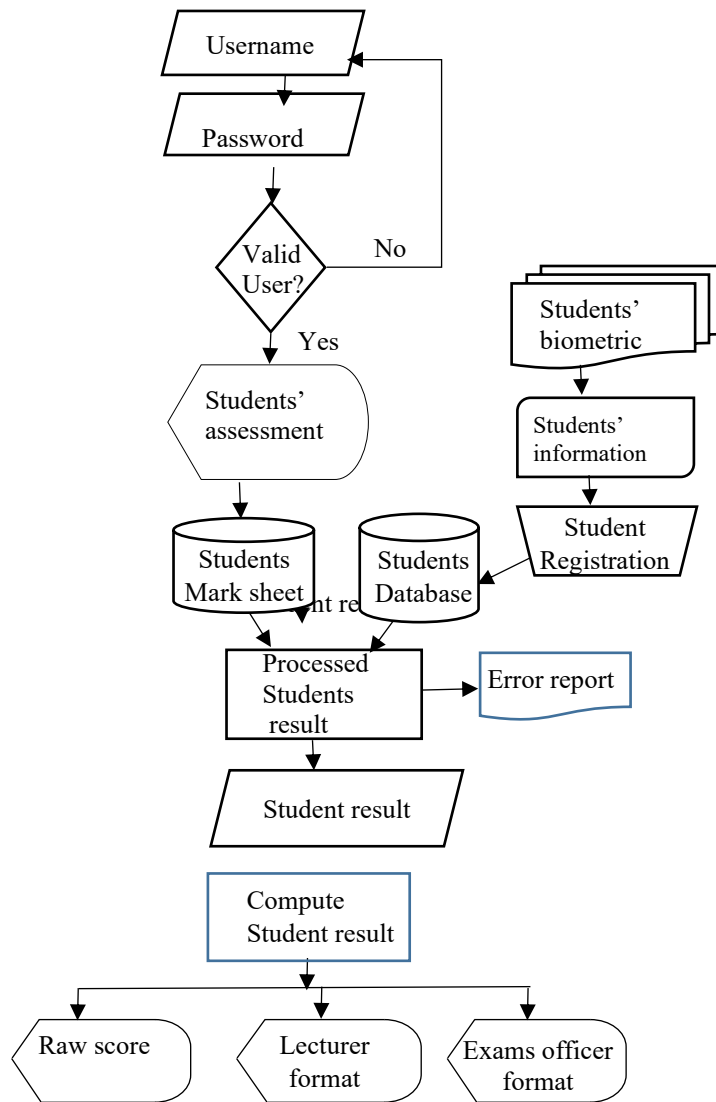 Username
Password
Valid
User?
No
Yes
Students’
biometric
Students’
assessment
Students’
information
Student
Registration
Students
Mark sheet
Students
Database
Processed
Students
result
Error report
Student result
Compute
Student result
Raw score
Lecturer
format
Exams officer
format